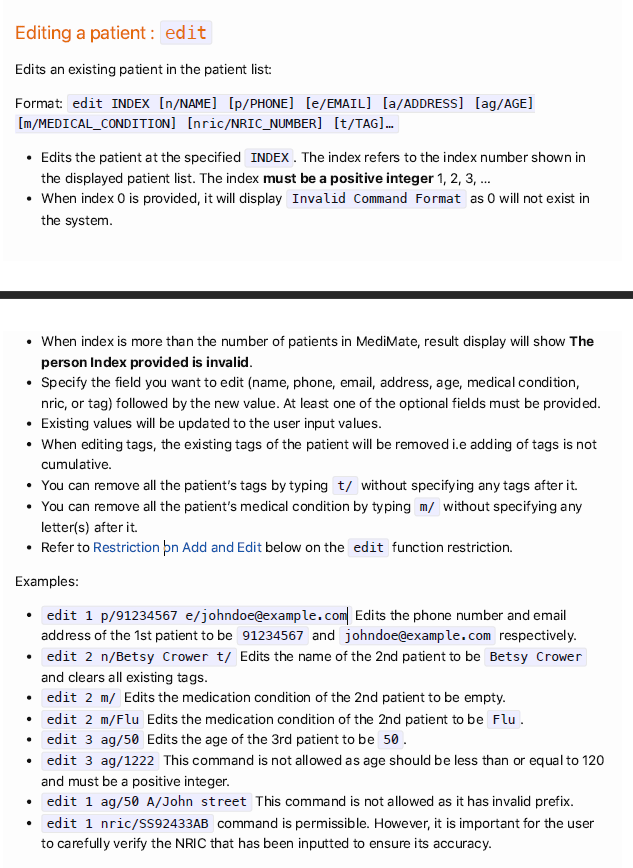 Editing a patient : edit
Edits an existing patient in the patient list:
Format: edit INDEX [n/NAME] [p/PHONE] [e/EMAIL] [a/ADDRESS] [ag/AGE]
[m/MEDICAL_CONDITION] [nric/NRIC_NUMBER] [t/TAG]…
• Edits the patient at the specified INDEX . The index refers to the index number shown in
the displayed patient list. The index must be a positive integer 1, 2, 3, …
• When index 0 is provided, it will display Invalid Command Format as 0 will not exist in
the system.
• When index is more than the number of patients in MediMate, result display will show The
person Index provided is invalid.
• Specify the field you want to edit (name, phone, email, address, age, medical condition,
nric, or tag) followed by the new value. At least one of the optional fields must be provided.
• Existing values will be updated to the user input values.
• When editing tags, the existing tags of the patient will be removed i.e adding of tags is not
cumulative.
• You can remove all the patient’s tags by typing t/ without specifying any tags after it.
• You can remove all the patient’s medical condition by typing m/ without specifying any
letter(s) after it.
• Refer to Restriction on Add and Edit below on the edit function restriction.
Examples:
• edit 1 p/91234567 e/johndoe@example.com Edits the phone number and email
address of the 1st patient to be 91234567 and johndoe@example.com respectively.
• edit 2 n/Betsy Crower t/ Edits the name of the 2nd patient to be Betsy Crower
and clears all existing tags.
• edit 2 m/ Edits the medication condition of the 2nd patient to be empty.
• edit 2 m/Flu Edits the medication condition of the 2nd patient to be Flu .
• edit 3 ag/50 Edits the age of the 3rd patient to be 50 .
• edit 3 ag/1222 This command is not allowed as age should be less than or equal to 120
and must be a positive integer.
• edit 1 ag/50 A/John street This command is not allowed as it has invalid prefix.
• edit 1 nric/SS92433AB command is permissible. However, it is important for the user
to carefully verify the NRIC that has been inputted to ensure its accuracy.